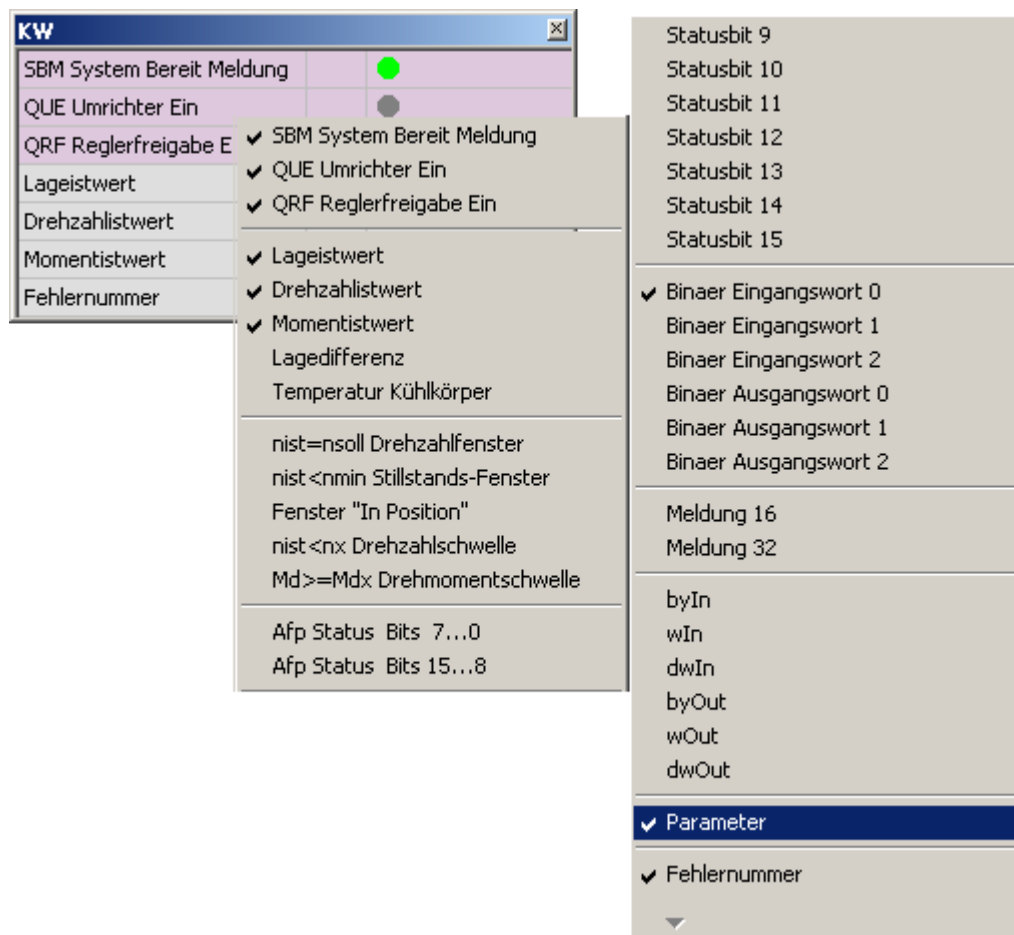 KW
SBM System Bereit Meldung
QUE Umrichter Ein
QRF Reglerfreigabe E
Lageistwert
Drehzahlistwert
Momentistwert
Fehlernummer
SBM System Bereit Meldung
QUE Umrichter Ein
QRF Reglerfreigabe Ein
Lageistwert
Drehzahlistwert
Momentistwert
Lagedifferenz
Temperatur Kühlkörper
nist=nsoll Drehzahlfenster
nist<nmin Stillstands-Fenster
Fenster "In Position"
nist<nx Drehzahlschwelle
Md>=Mdx Drehmomentschwelle
Afp Status Bits 7...0
Afp Status Bits 15...8
Statusbit 9
Statusbit 10
Statusbit 11
Statusbit 12
Statusbit 13
Statusbit 14
Statusbit 15
Binaer Eingangswort 0
Binaer Eingangswort 1
Binaer Eingangswort 2
Binaer Ausgangswort 0
Binaer Ausgangswort 1
Binaer Ausgangswort 2
Meldung 16
Meldung 32
byIn
wIn
dwIn
byOut
wOut
dwOut
Parameter
Fehlernummer